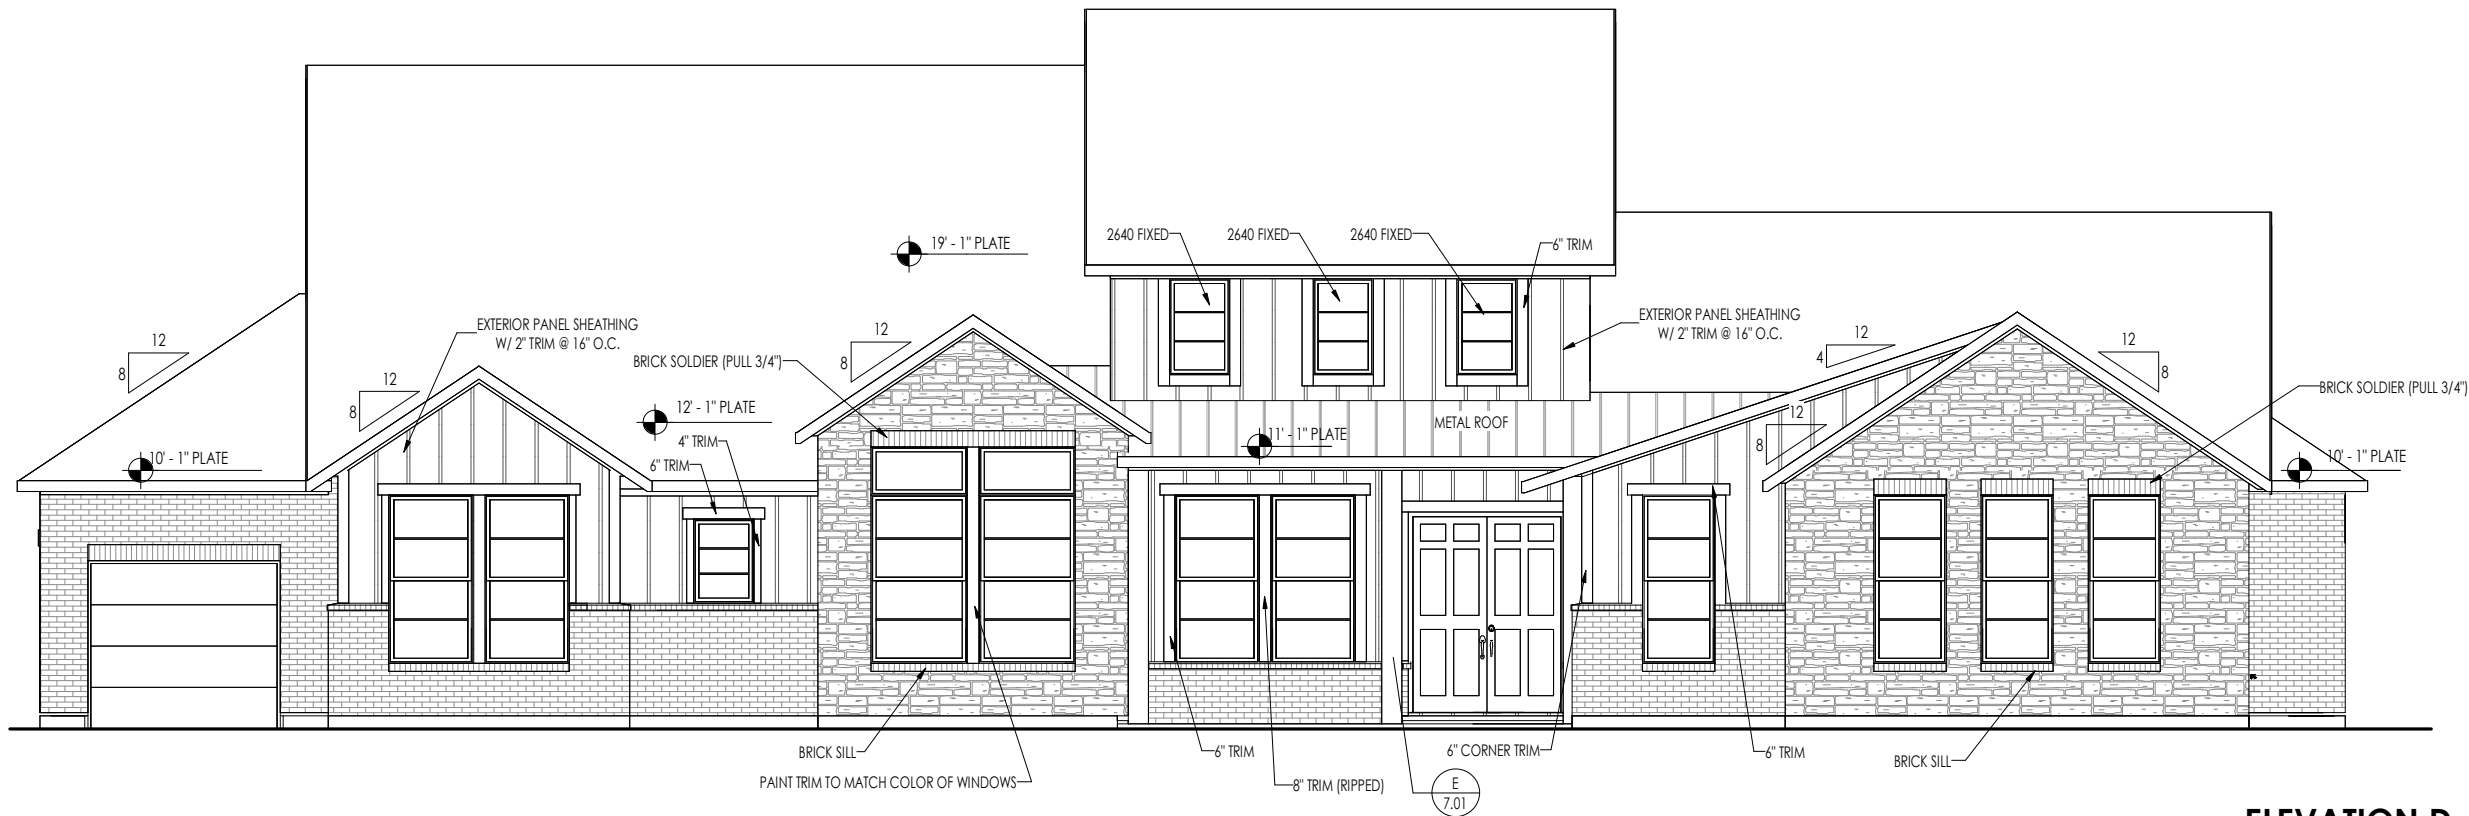 2640 FIXED
2640 FIXED
2640 FIXED
6" TRIM
19' - 1" PLATE
12
8
EXTERIOR PANEL SHEATHING
W/ 2" TRIM @ 16" O.C.
12
8
BRICK SOLDIER (PULL 3/4")
12
8
12' - 1" PLATE
4" TRIM
6" TRIM
10' - 1" PLATE
EXTERIOR PANEL SHEATHING
W/ 2" TRIM @ 16" O.C.
METAL ROOF
11' - 1" PLATE
12
4
12
8
12
8
BRICK SOLDIER (PULL 3/4")
10' - 1" PLATE
BRICK SILL
PAINT TRIM TO MATCH COLOR OF WINDOWS
6" TRIM
8" TRIM (RIPPED)
6" CORNER TRIM
E
7.01
6" TRIM
BRICK SILL
ELEVATION D